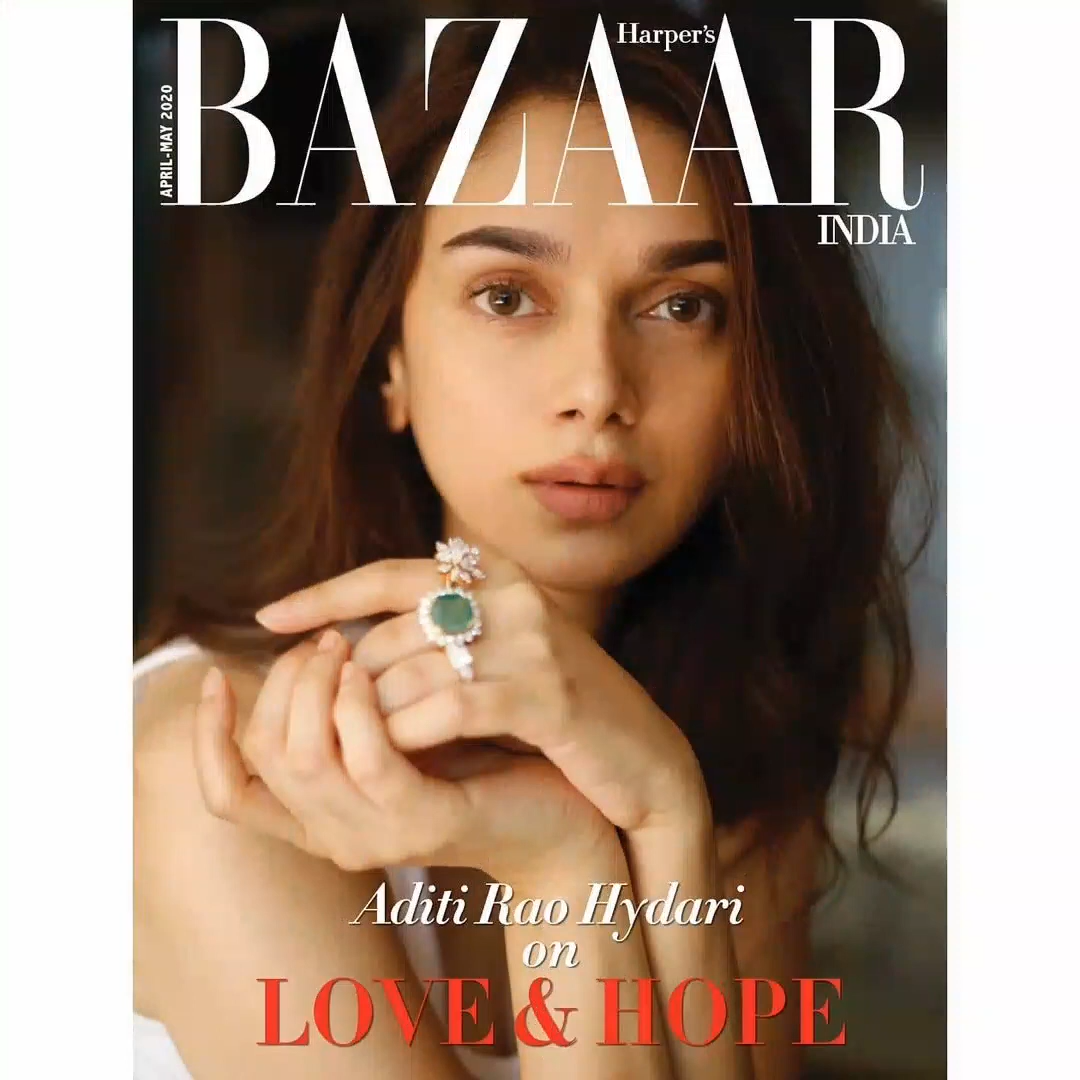 Harper's
BAZAAR
INDIA
APRIL-MAY 2020
Aditi Rao Hydari
on
LOVE & HOPE